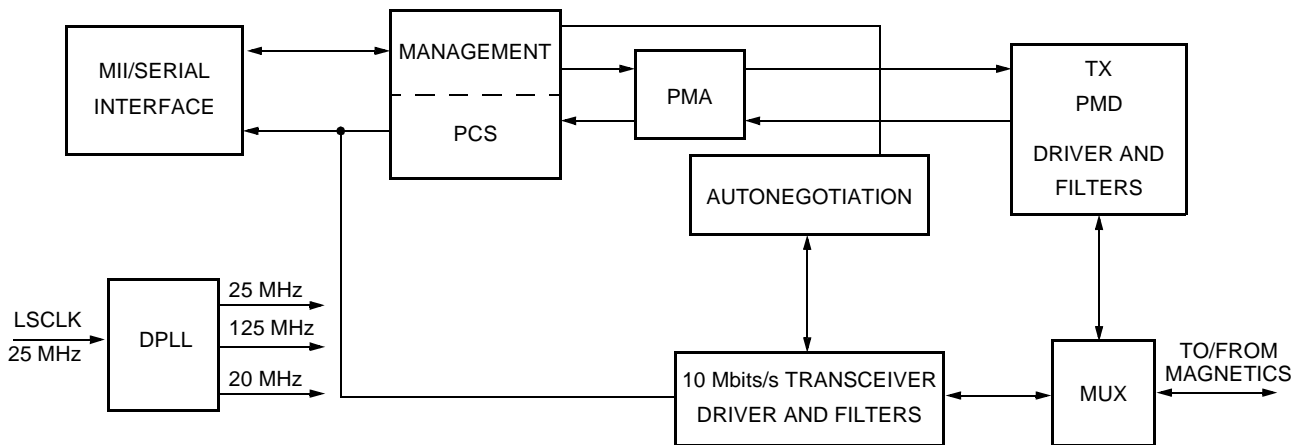 MII/SERIAL
INTERFACE
MANAGEMENT
PCS
PMA
TX
PMD
DRIVER AND
FILTERS
AUTONEGOTIATION
LSCLK
25 MHz
DPLL
25 MHz
125 MHz
20 MHz
10 Mbits/s TRANSCEIVER
DRIVER AND FILTERS
MUX
TO/FROM
MAGNETICS